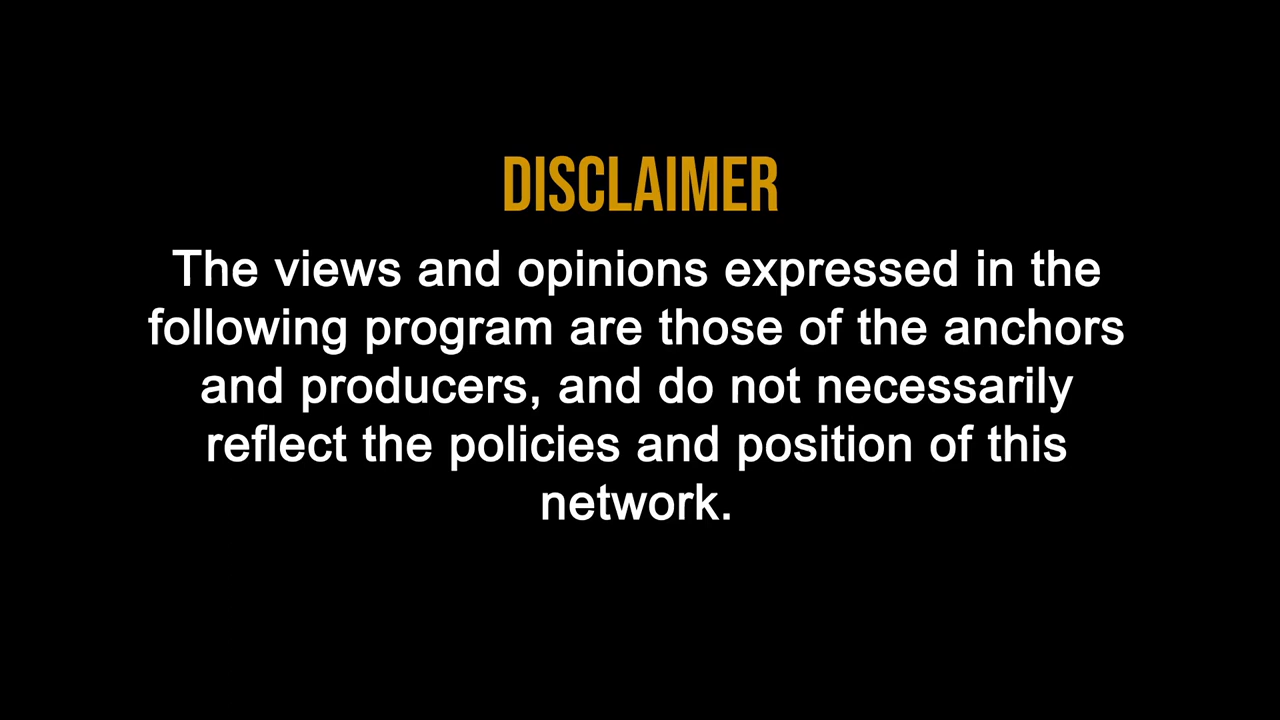 DISCLAIMER
The views and opinions expressed in the
following program are those of the anchors
and producers, and do not necessarily
reflect the policies and position of this
network.